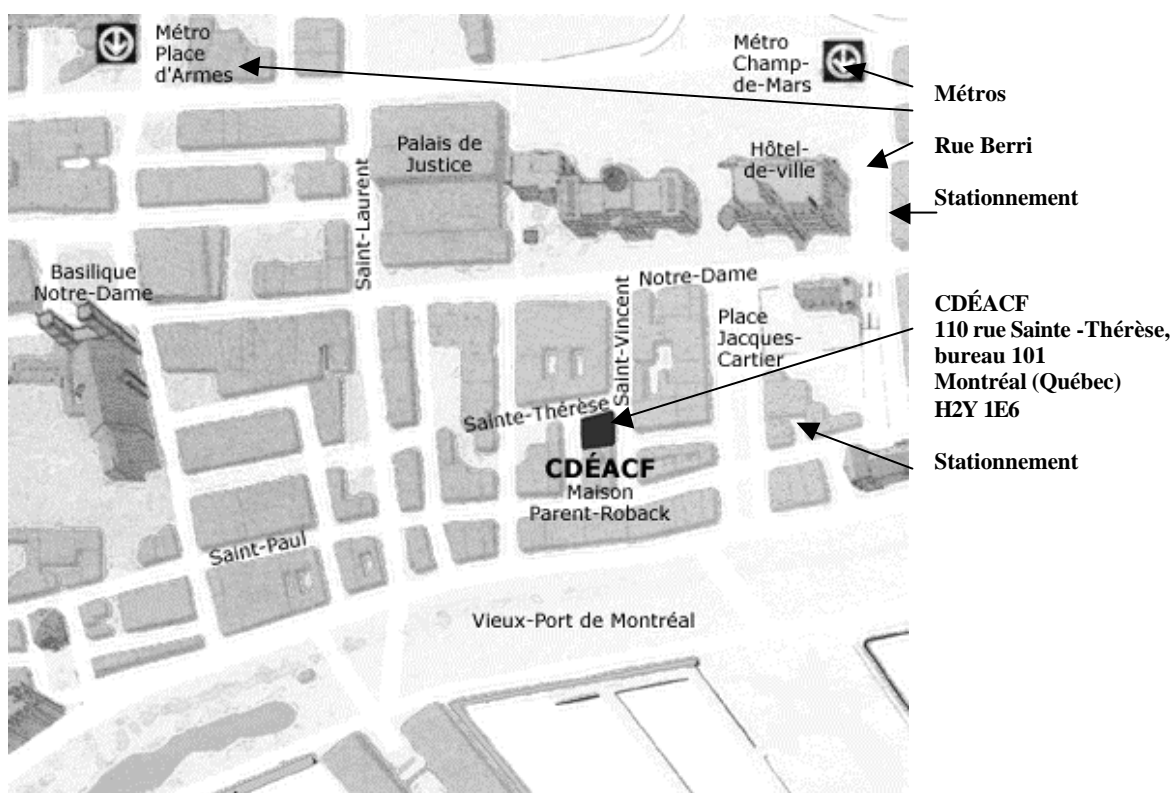 Métro
Place
d'Armes
Métro
Champ-
de-Mars
Métros
Rue Berri
Stationnement
Palais de
Justice
Hôtel-
de-ville
Saint-Laurent
Basilique
Notre-Dame
Notre-Dame
Saint-Vincent
Place
Jacques-
Cartier
CDÉACF
110 rue Sainte -Thérèse,
bureau 101
Montréal (Québec)
H2Y 1E6
Sainte-Thérèse
CDÉACF
Maison
Parent-Roback
Stationnement
Saint-Paul
Vieux-Port de Montréal